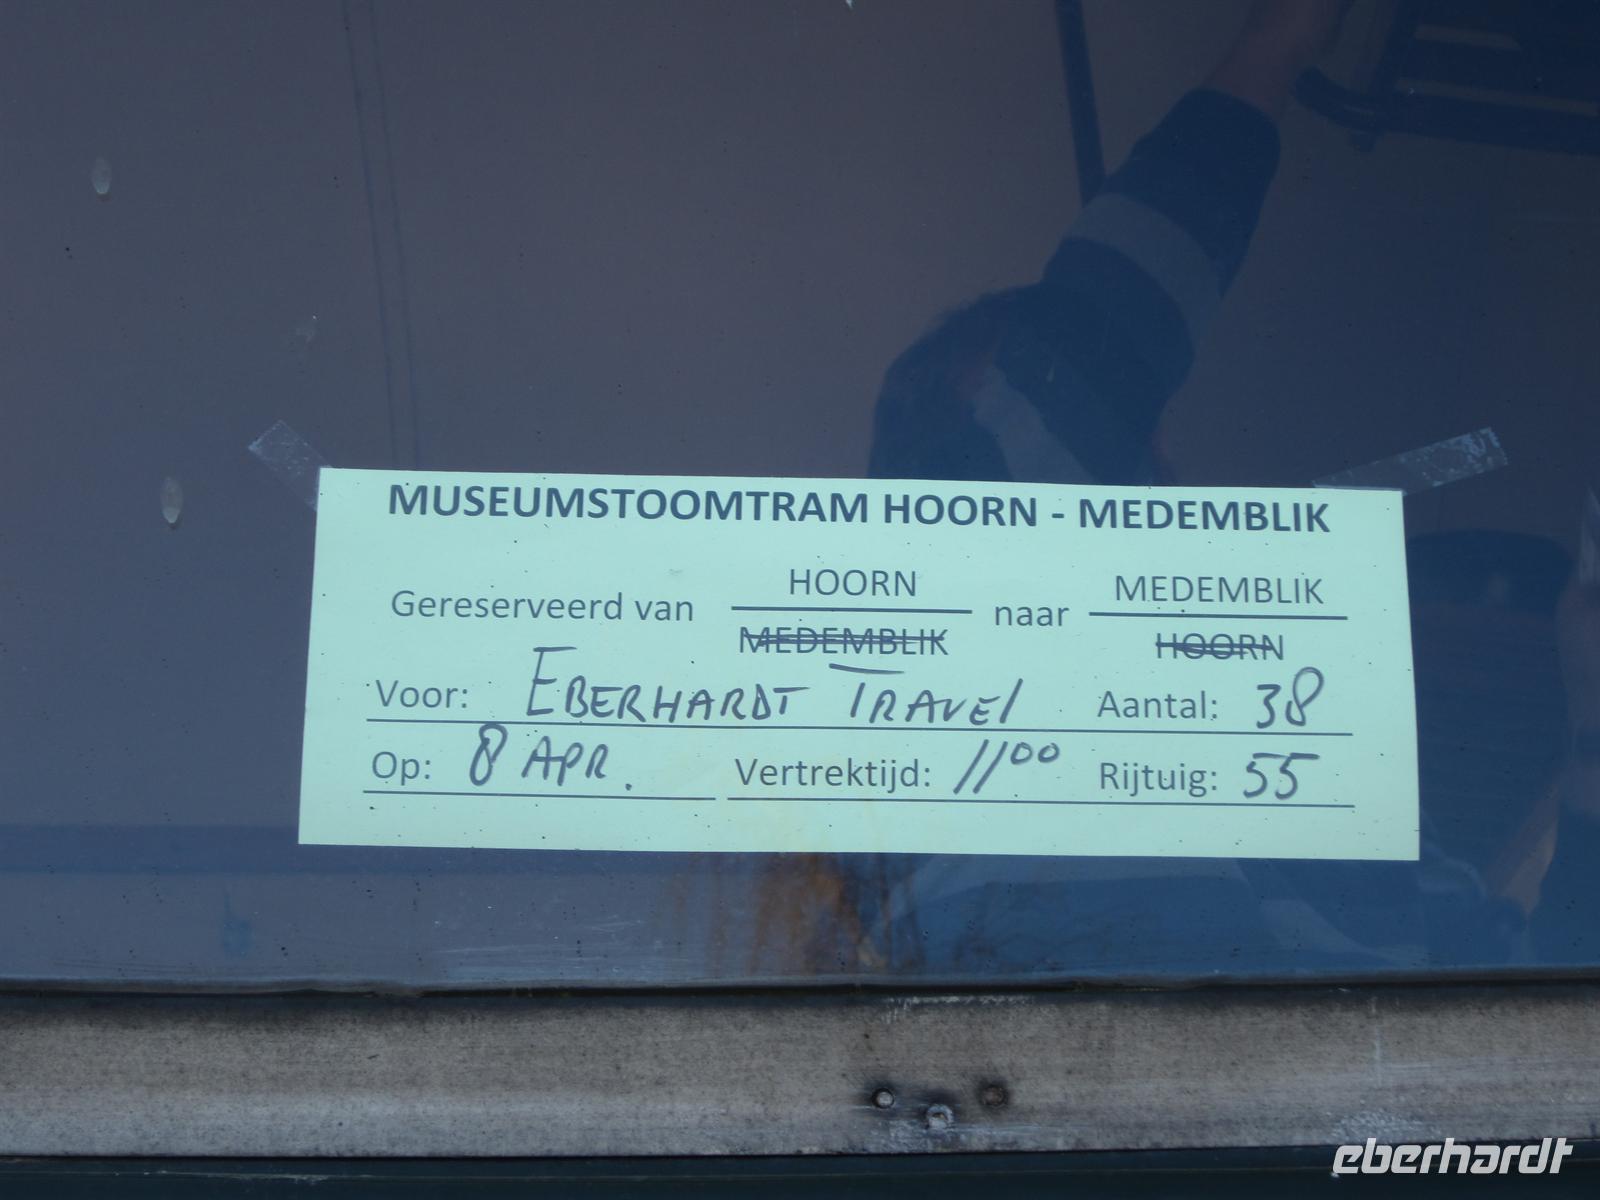 MUSEUMSTOOMTRAM HOORN - MEDEMBLIK
Gereserveerd van HOORN naar MEDEMBLIK
MEDEMBLIK HOORN
Voor: EBERHARDT TRAVEl Aantal: 38
Op: 8 APR. Vertrektijd: 1100 Rijtuig: 55
eberhardt